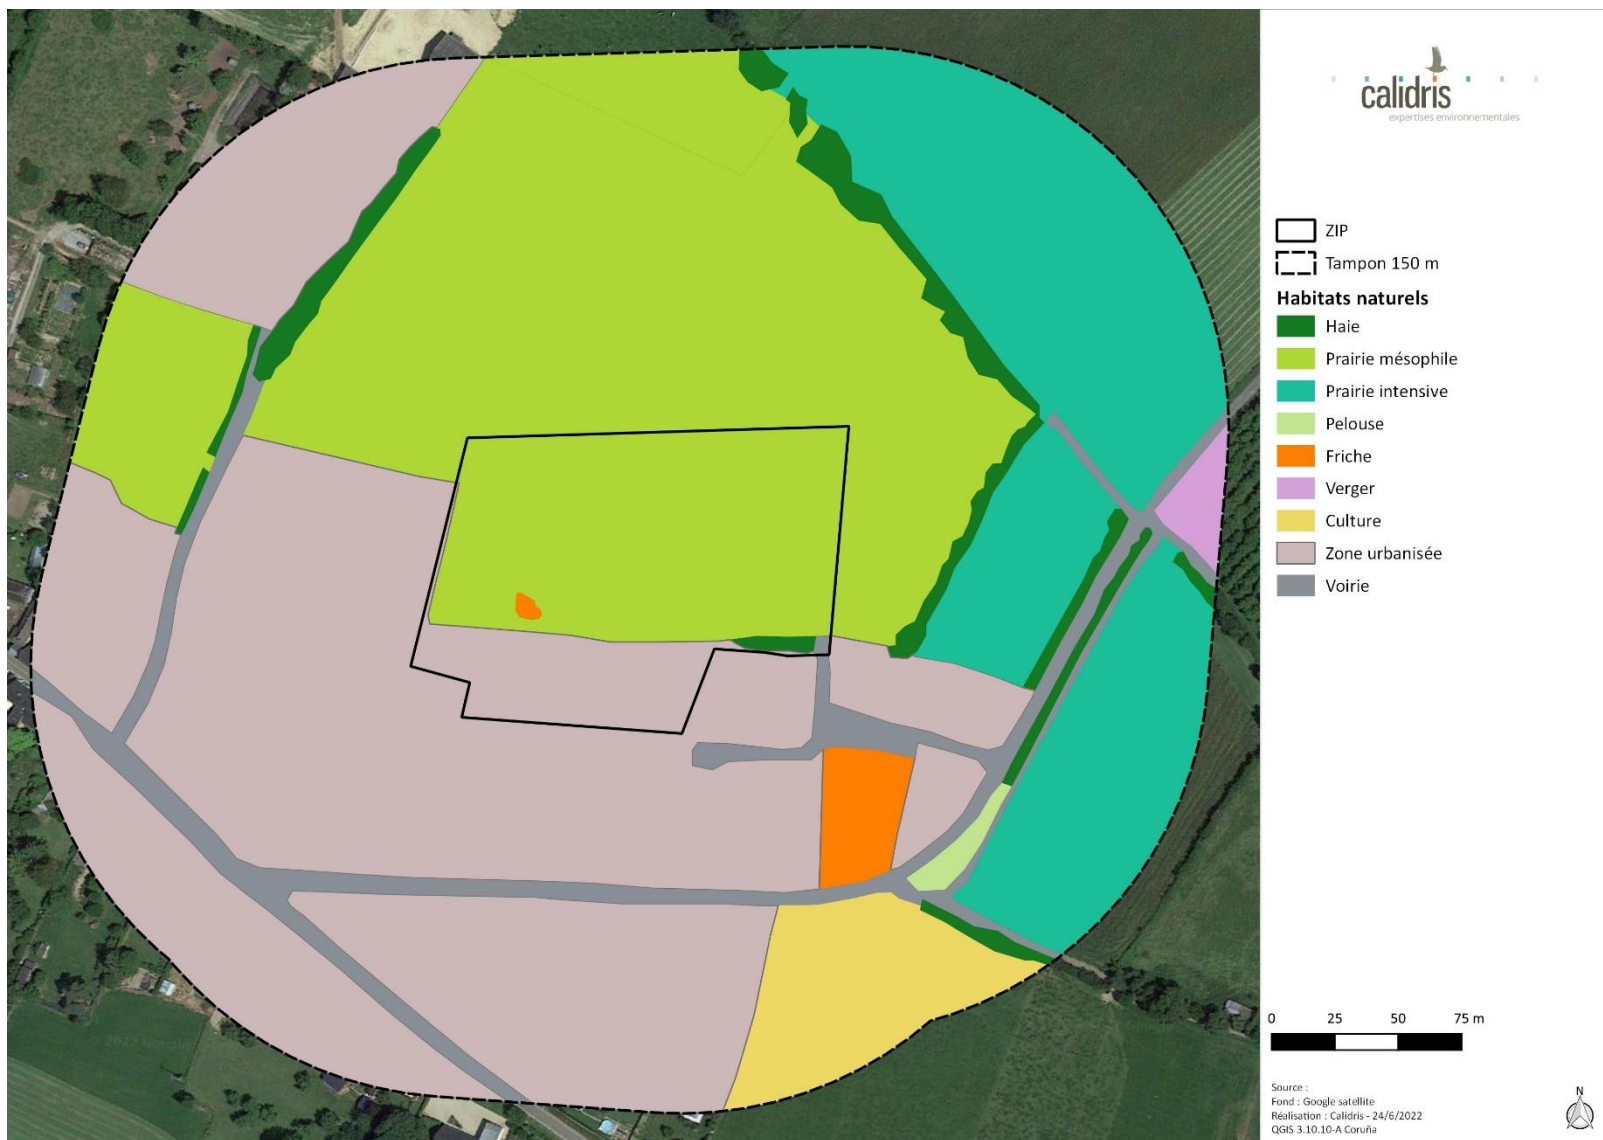 calidris
expertises environnementales
ZIP
Tampon 150 m
Habitats naturels
Haie
Prairie mésophile
Prairie intensive
Pelouse
Friche
Verger
Culture
Zone urbanisée
Voirie
0 25 50 75 m
Source :
Fond : Google satellite
Réalisation : Calidris - 24/6/2022
QGIS 3.10.10-A Coruña
N
© 2022 Google